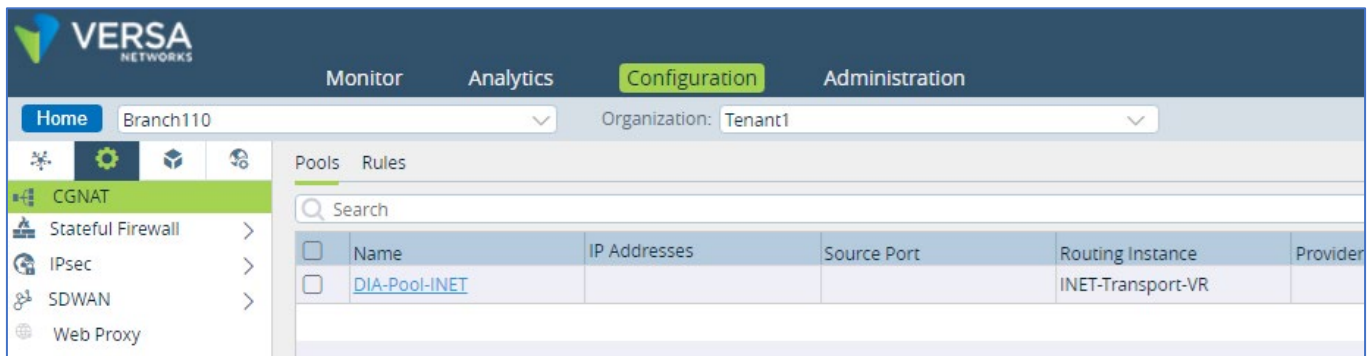 VERSA
NETWORKS
Monitor Analytics Configuration Administration
Home Branch110 Organization: Tenant1
Pools Rules
CGNAT
Search
Stateful Firewall
Name IP Addresses Source Port Routing Instance Provider
IPsec
DIA-Pool-INET INET-Transport-VR
SDWAN
Web Proxy